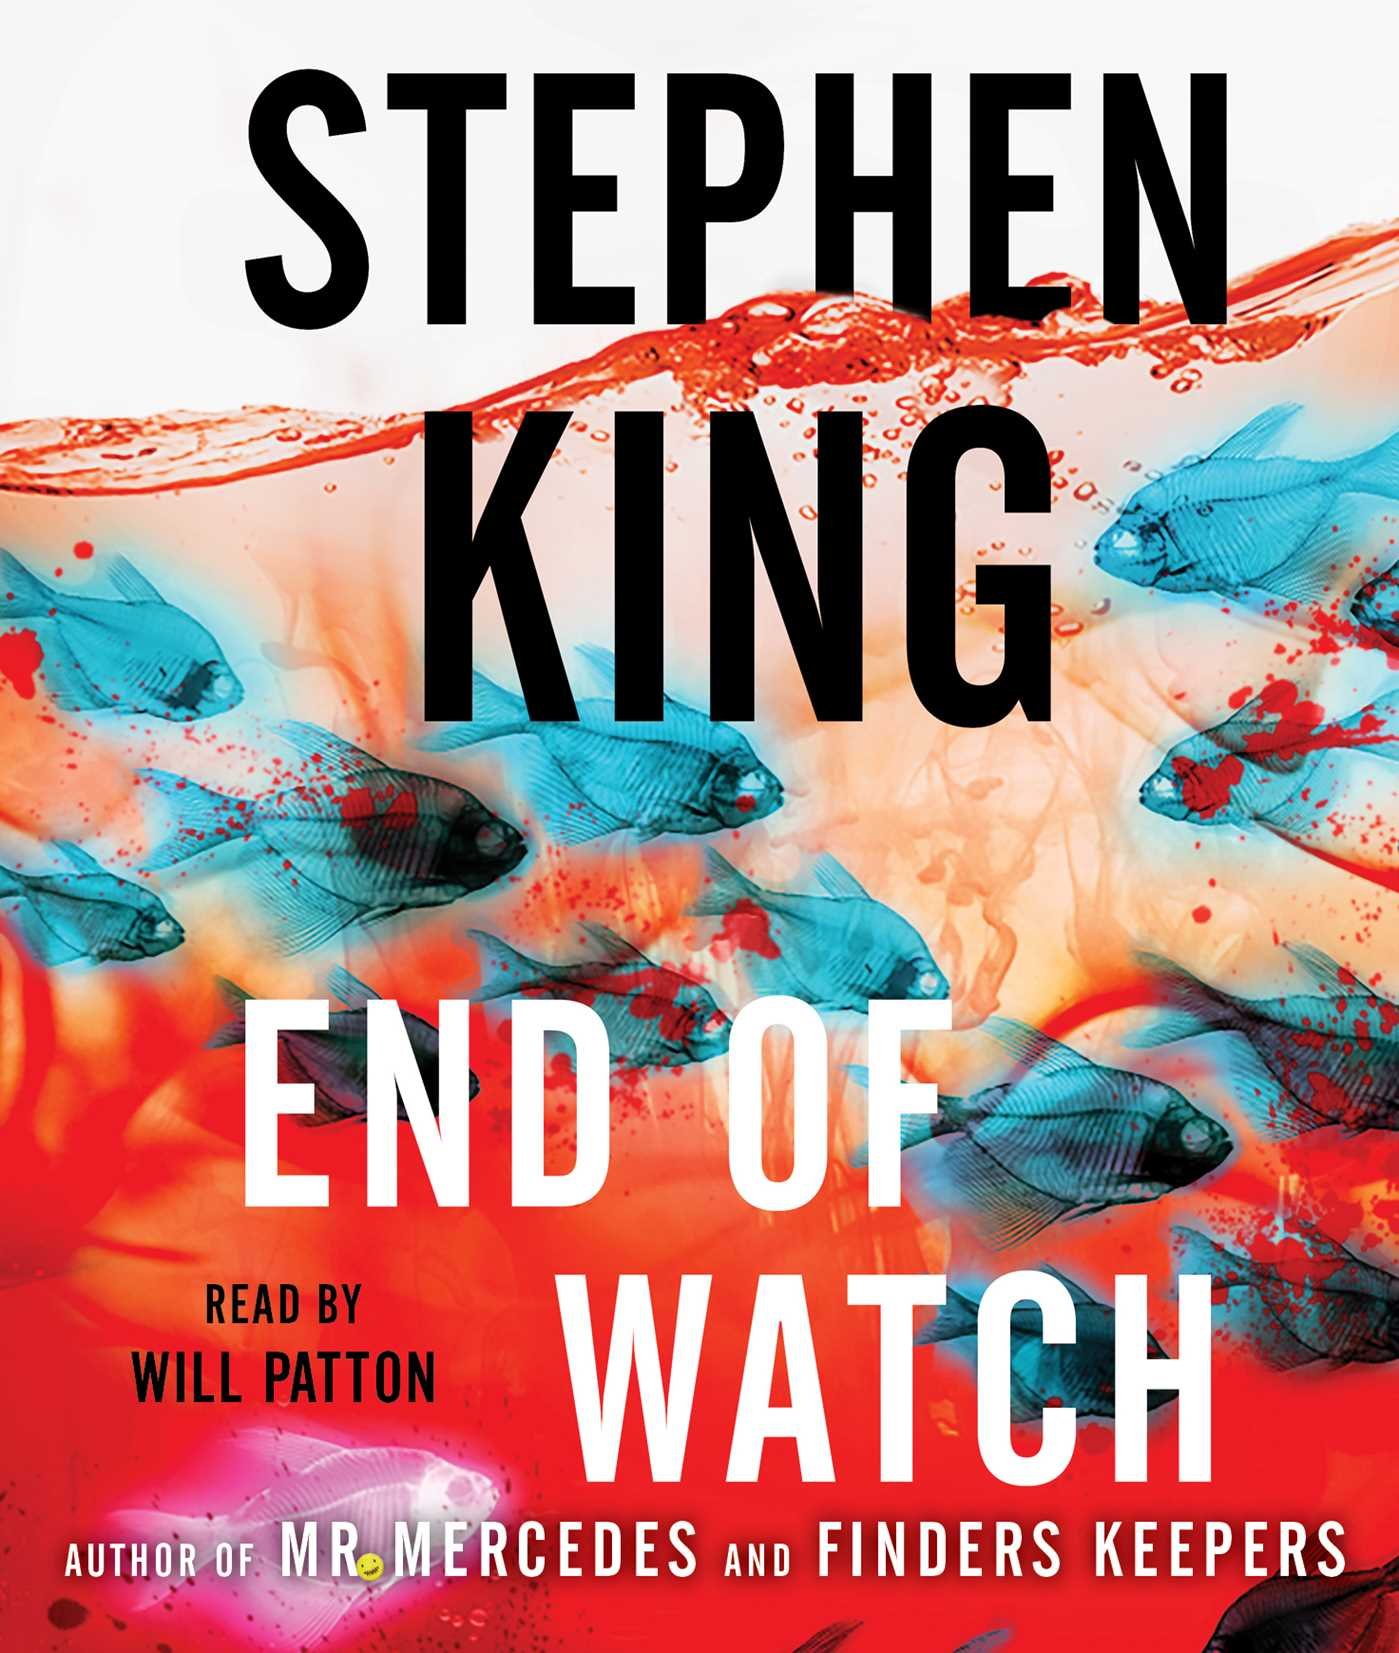 STEPHEN
KING
END OF
WATCH
READ BY
WILL PATTON
AUTHOR OF MR. MERCEDES AND FINDERS KEEPERS